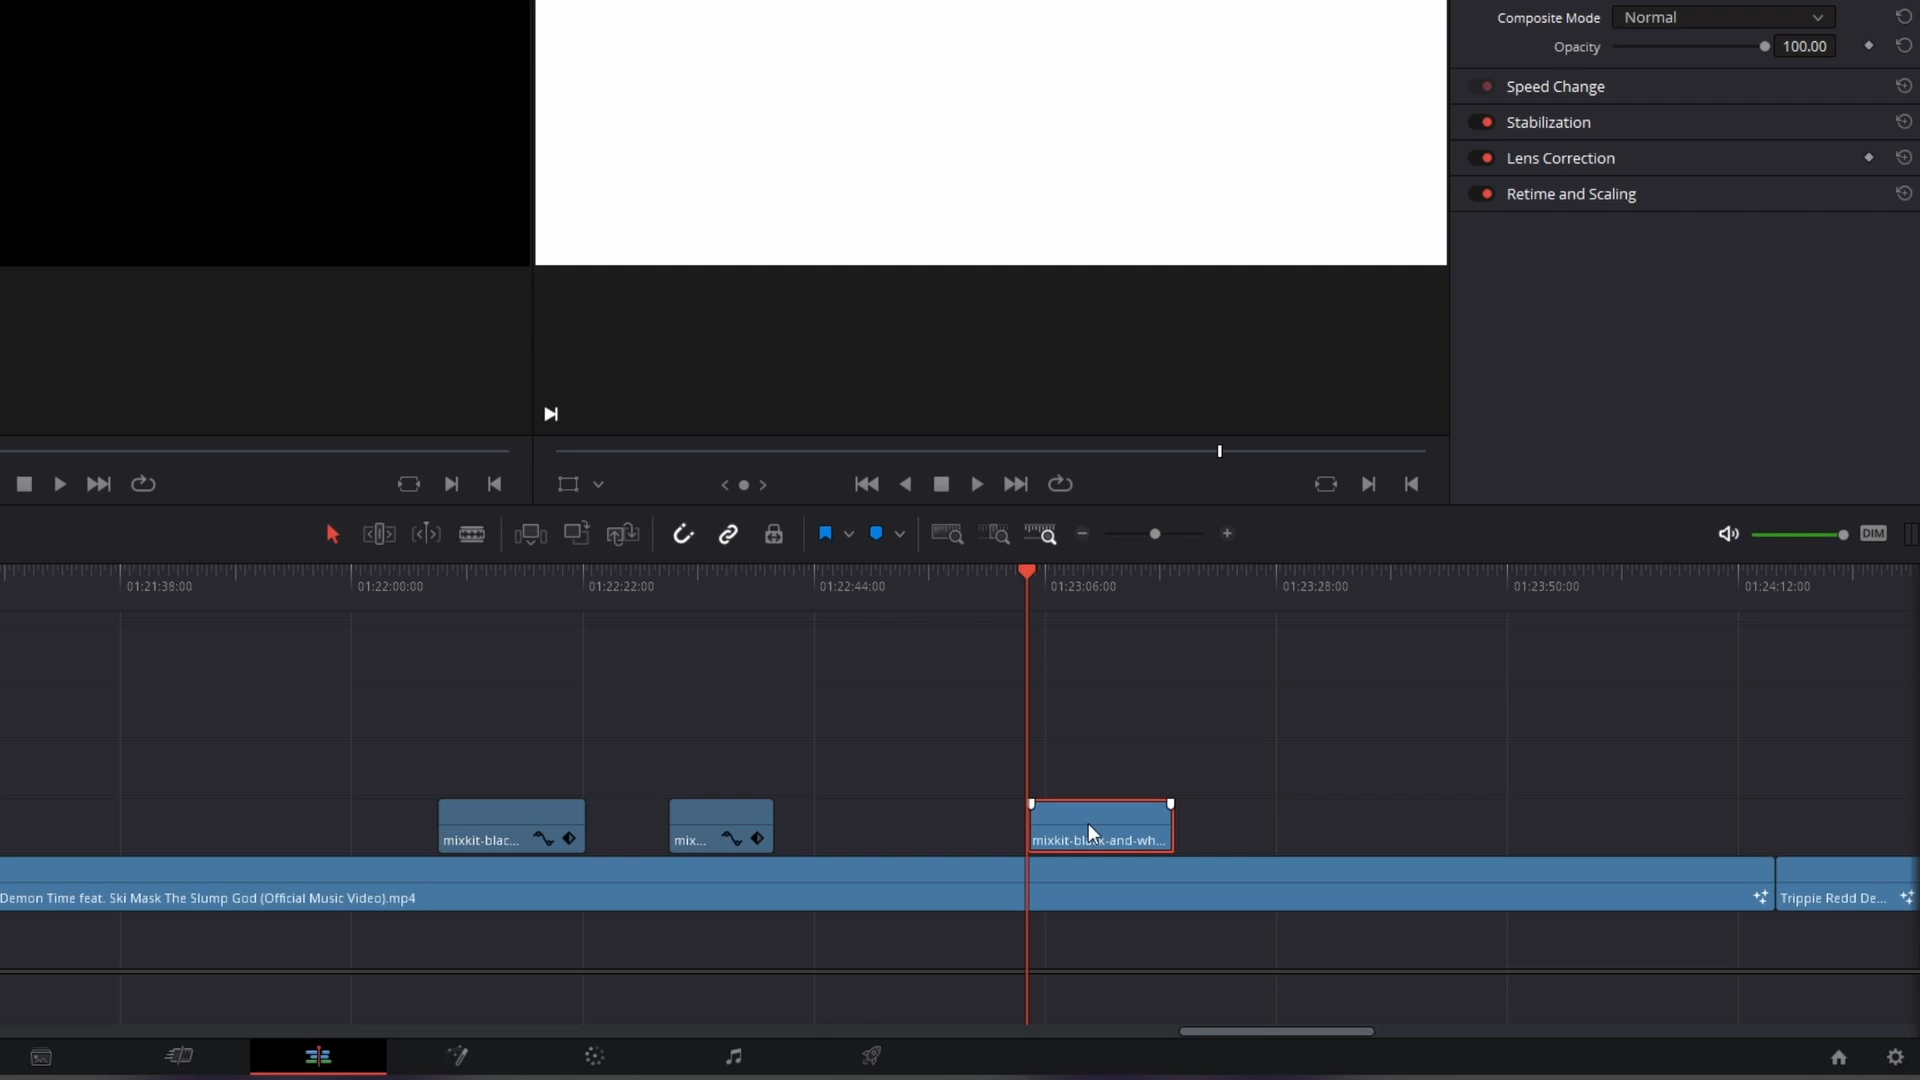 Composite Mode Normal
Opacity 100.00
Speed Change
Stabilization
Lens Correction
Retime and Scaling
DIM
01:21:38:00 01:22:00:00 01:22:22:00 01:22:44:00 01:23:06:00 01:23:28:00 01:23:50:00 01:24:12:00
mixkit-blac... mix... mixkit-black-and-wh...
Demon Time feat. Ski Mask The Slump God (Official Music Video).mp4 Trippie Redd De...